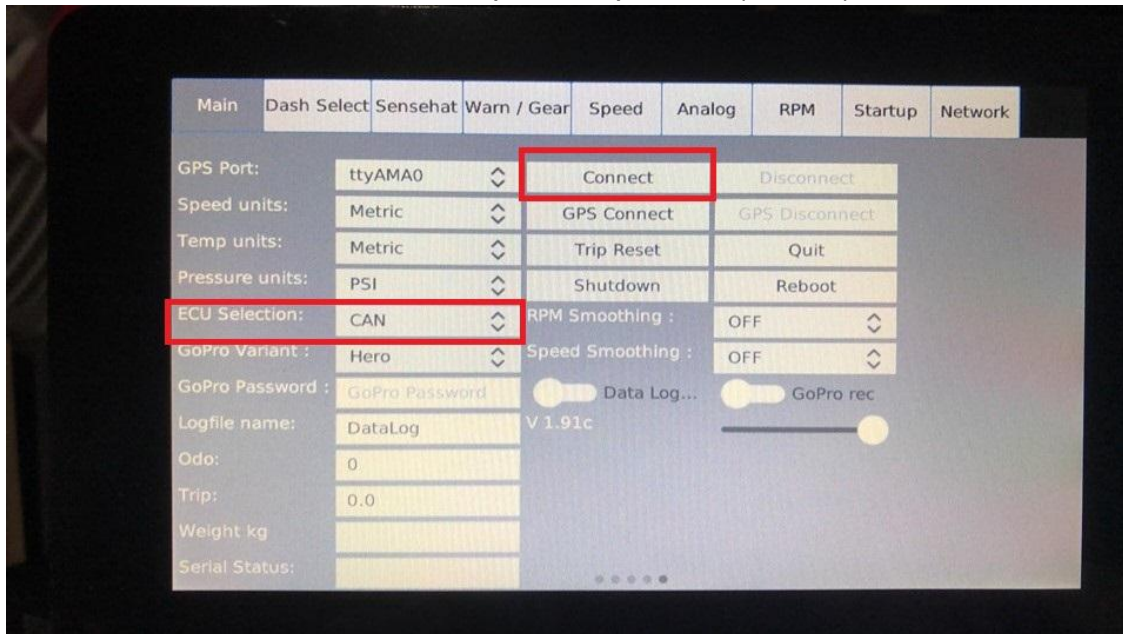 Main Dash Select Sensehat Warn / Gear Speed Analog RPM Startup Network
GPS Port: ttyAMA0 Connect Disconnect
Speed units: Metric GPS Connect GPS Disconnect
Temp units: Metric Trip Reset Quit
Pressure units: PSI Shutdown Reboot
ECU Selection: CAN RPM Smoothing : OFF
GoPro Variant : Hero Speed Smoothing : OFF
GoPro Password : GoPro Password Data Log... GoPro rec
Logfile name: DataLog V 1.91c
Odo: 0
Trip: 0.0
Weight kg
Serial Status: